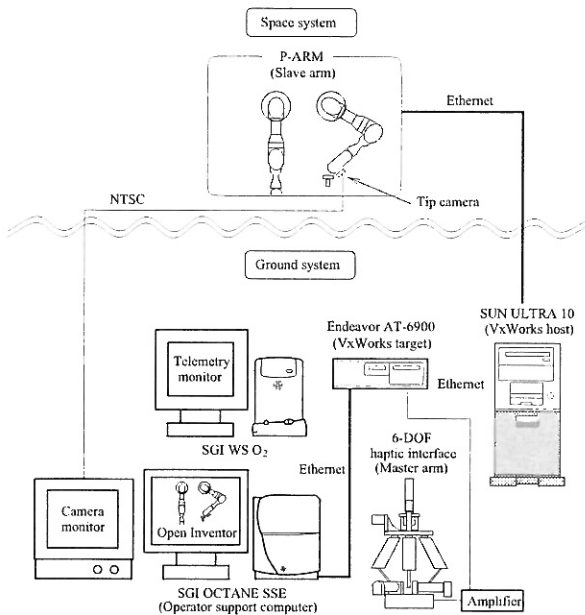 Space system
P-ARM
(Slave arm)
Ethernet
NTSC
Tip camera
Ground system
SUN ULTRA 10
(VxWorks host)
Endeavor AT-6900
(VxWorks target)
Telemetry
monitor
Ethernet
SGI WS O2
6-DOF
haptic interface
(Master arm)
Ethernet
Camera
monitor
Open Inventor
SGI OCTANE SSE
(Operator support computer)
Amplifier